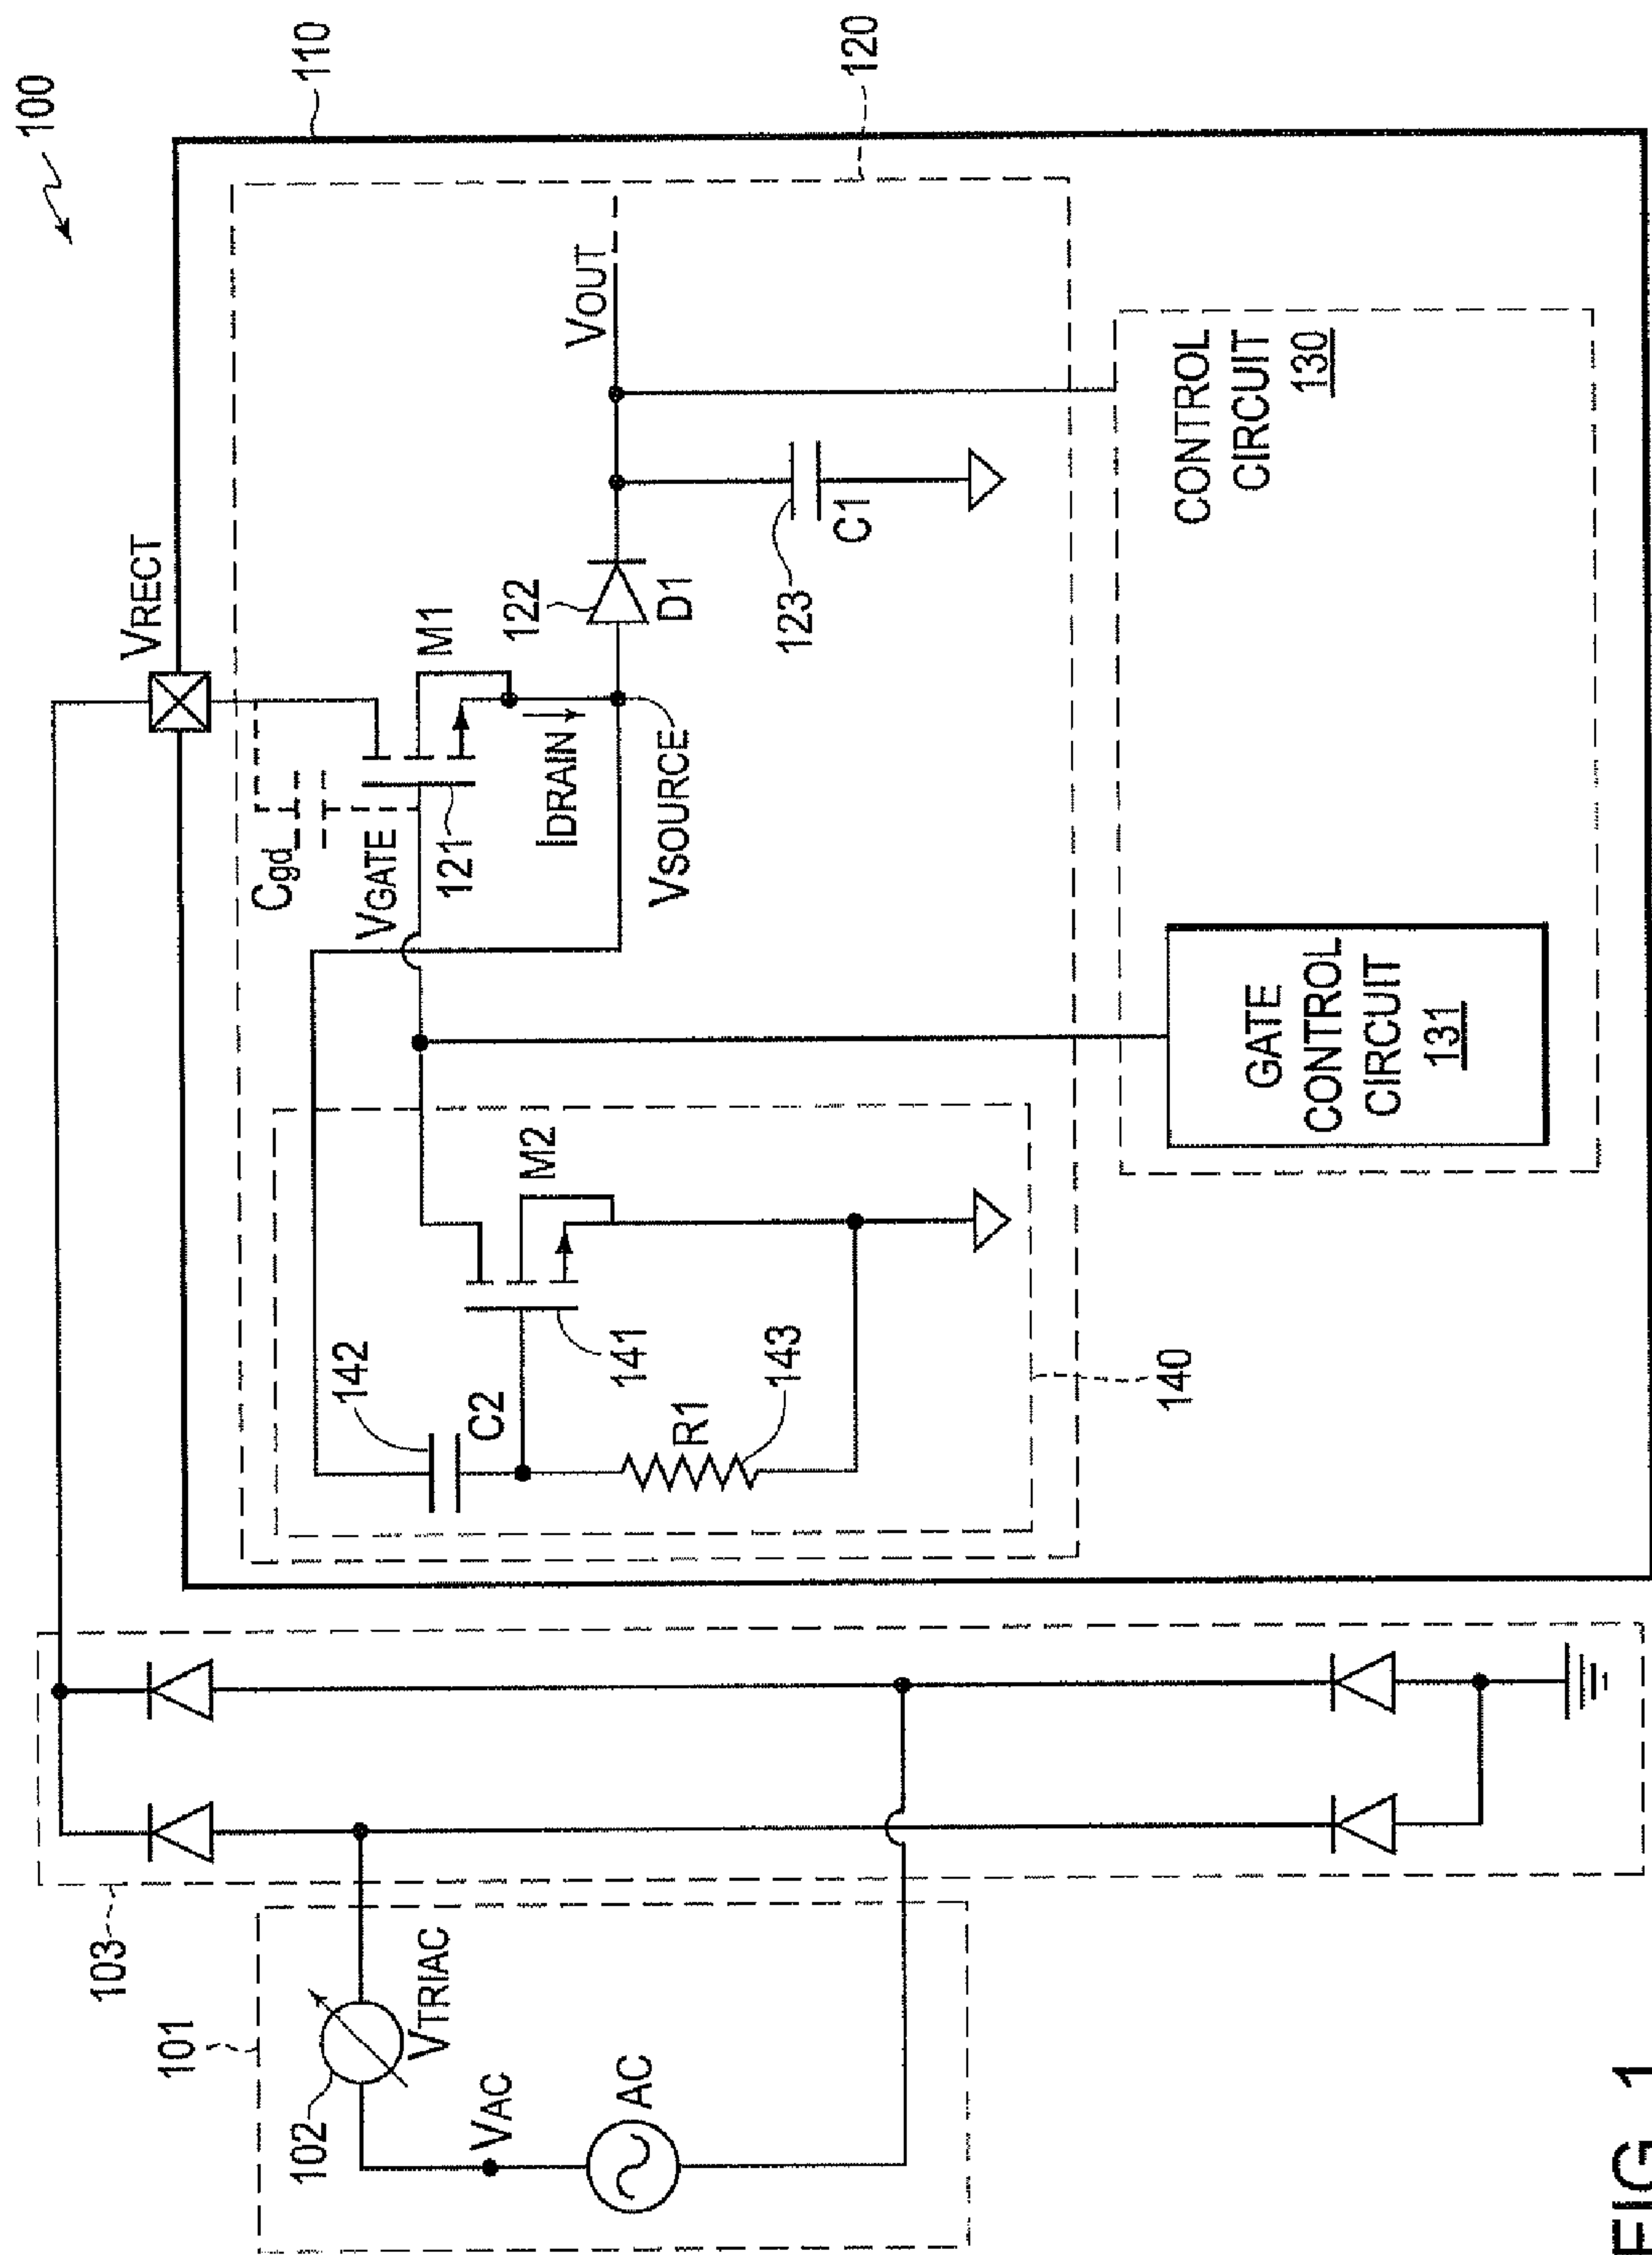 100
110
120
VRECT
Cgd
VGATE
121
M1
IDRAIN
VSOURCE
122
D1
VOUT
123
C1
CONTROL
CIRCUIT
130
GATE
CONTROL
CIRCUIT
131
M2
141
142
C2
R1
143
140
103
101
102
VTRIAC
VAC
AC
FIG. 1